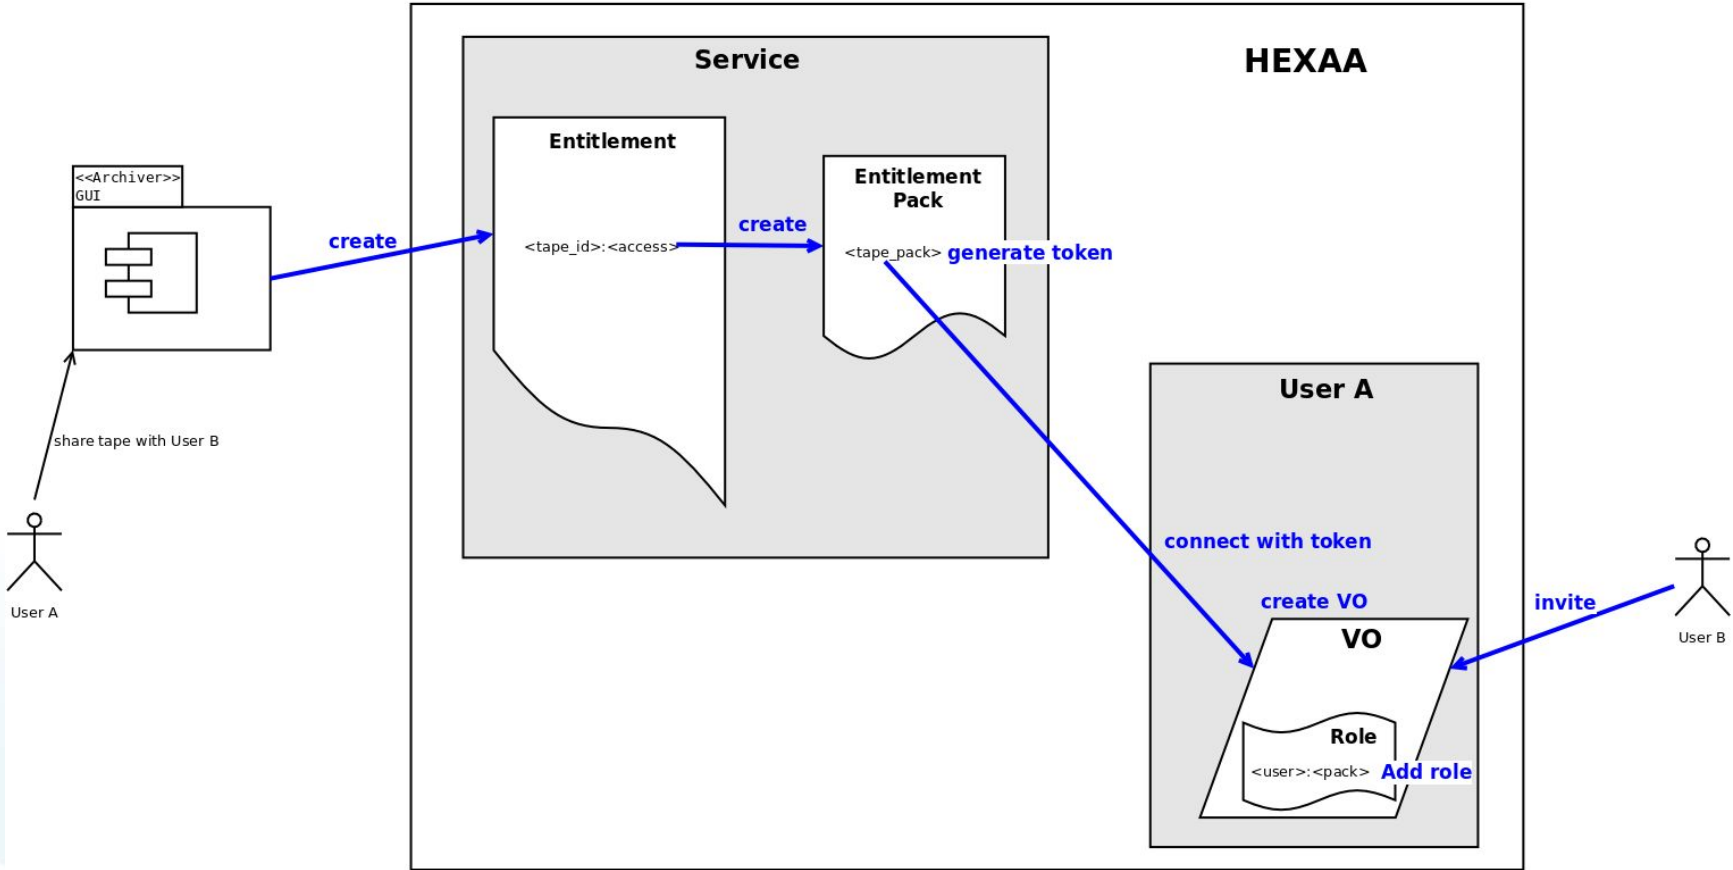 Service
HEXAA
Entitlement
<<Archiver>>
GUI
Entitlement
Pack
create
create
<tape_id>:<access>
<tape_pack>
generate token
User A
share tape with User B
connect with token
create VO
invite
User A
VO
User B
Role
<user>:<pack>
Add role